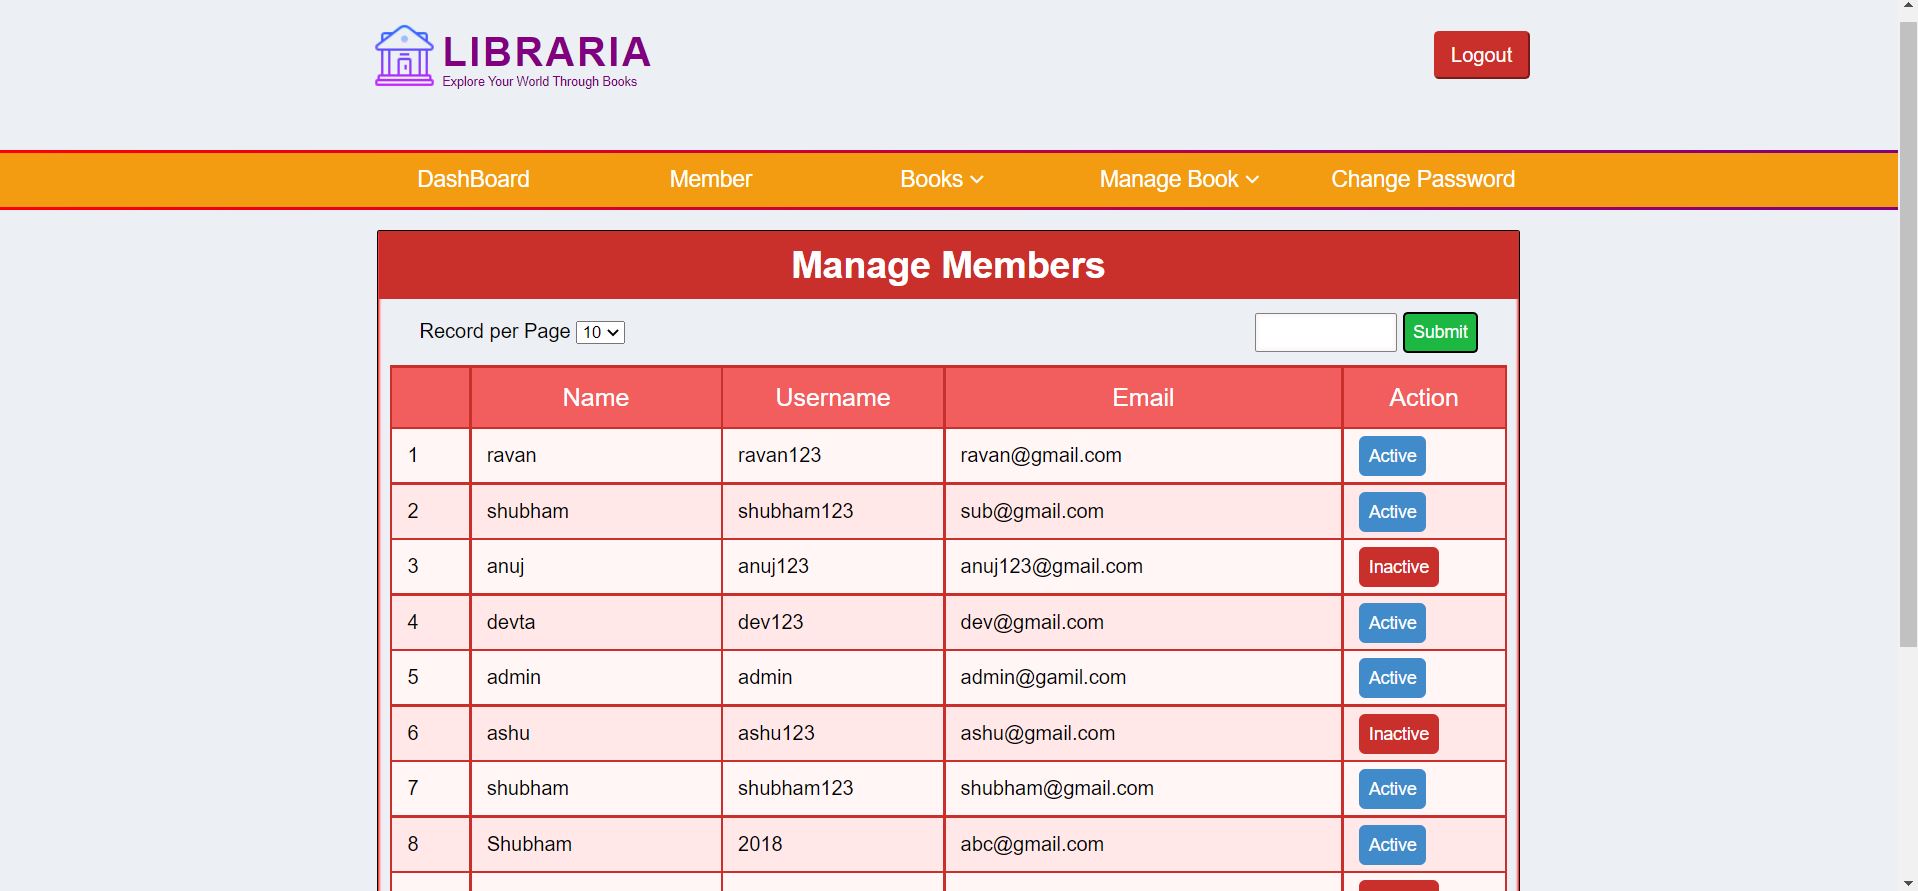 LIBRARIA
Explore Your World Through Books
Logout
DashBoard Member Books Manage Book Change Password
Manage Members
Record per Page 10 Submit
Name Username Email Action
1 ravan ravan123 ravan@gmail.com Active
2 shubham shubham123 sub@gmail.com Active
3 anuj anuj123 anuj123@gmail.com Inactive
4 devta dev123 dev@gmail.com Active
5 admin admin admin@gamil.com Active
6 ashu ashu123 ashu@gmail.com Inactive
7 shubham shubham123 shubham@gmail.com Active
8 Shubham 2018 abc@gmail.com Active